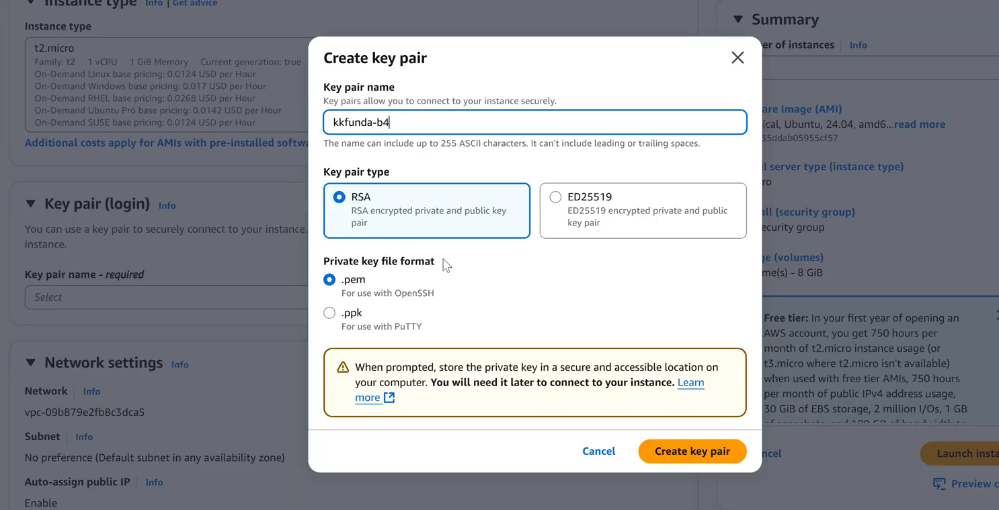 Instance type Info | Get advice
Instance type
t2.micro
Family: t2 1 vCPU 1 GiB Memory Current generation: true
On-Demand Linux base pricing: 0.0124 USD per Hour
On-Demand Windows base pricing: 0.017 USD per Hour
On-Demand RHEL base pricing: 0.0268 USD per Hour
On-Demand Ubuntu Pro base pricing: 0.0142 USD per Hour
On-Demand SUSE base pricing: 0.0124 USD per Hour
Additional costs apply for AMIs with pre-installed
Key pair (login) Info
You can use a key pair to securely connect to your instance.
instance.
Key pair name - required
Select
Network settings Info
Network Info
vpc-09b879e2fb8c3dca5
Subnet Info
No preference (Default subnet in any availability zone)
Auto-assign public IP Info
Enable
Create key pair
Key pair name
Key pairs allow you to connect to your instance securely.
kkfunda-b4
The name can include up to 255 ASCII characters. It can't include leading or trailing spaces.
Key pair type
RSA
RSA encrypted private and public key
pair
ED25519
ED25519 encrypted private and public
key pair
Private key file format
.pem
For use with OpenSSH
.ppk
For use with PuTTY
When prompted, store the private key in a secure and accessible location on
your computer. You will need it later to connect to your instance. Learn
more
Cancel
Create key pair
Summary
of instances Info
Image (AMI)
Ubuntu, 24.04, amd6...read more
35ddab05955cf57
server type (instance type)
(security group)
group
(volumes)
- 8 GiB
Free tier: In your first year of opening an
AWS account, you get 750 hours per
month of t2.micro instance usage (or
t3.micro where t2.micro isn't available)
when used with free tier AMIs, 750 hours
per month of public IPv4 address usage,
30 GiB of EBS storage, 2 million I/Os, 1 GB
Launch
Preview